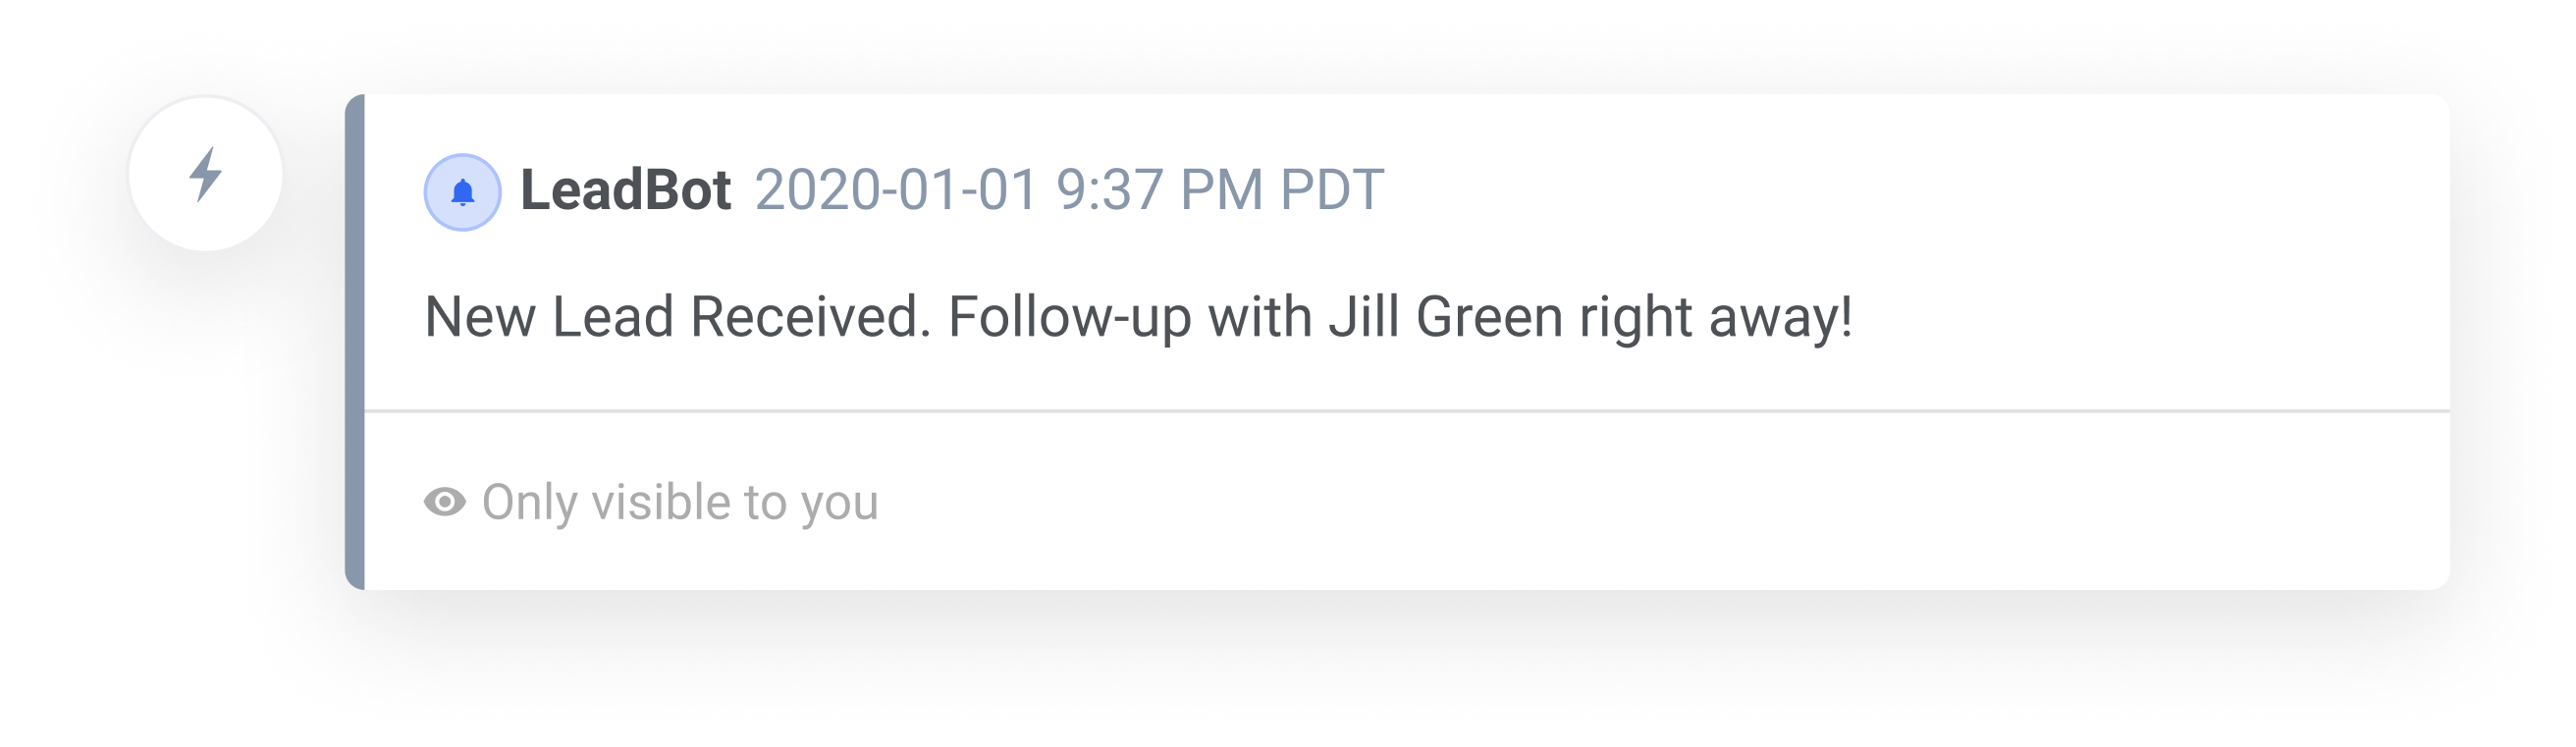 LeadBot 2020-01-01 9:37 PM PDT
New Lead Received. Follow-up with Jill Green right away!
Only visible to you